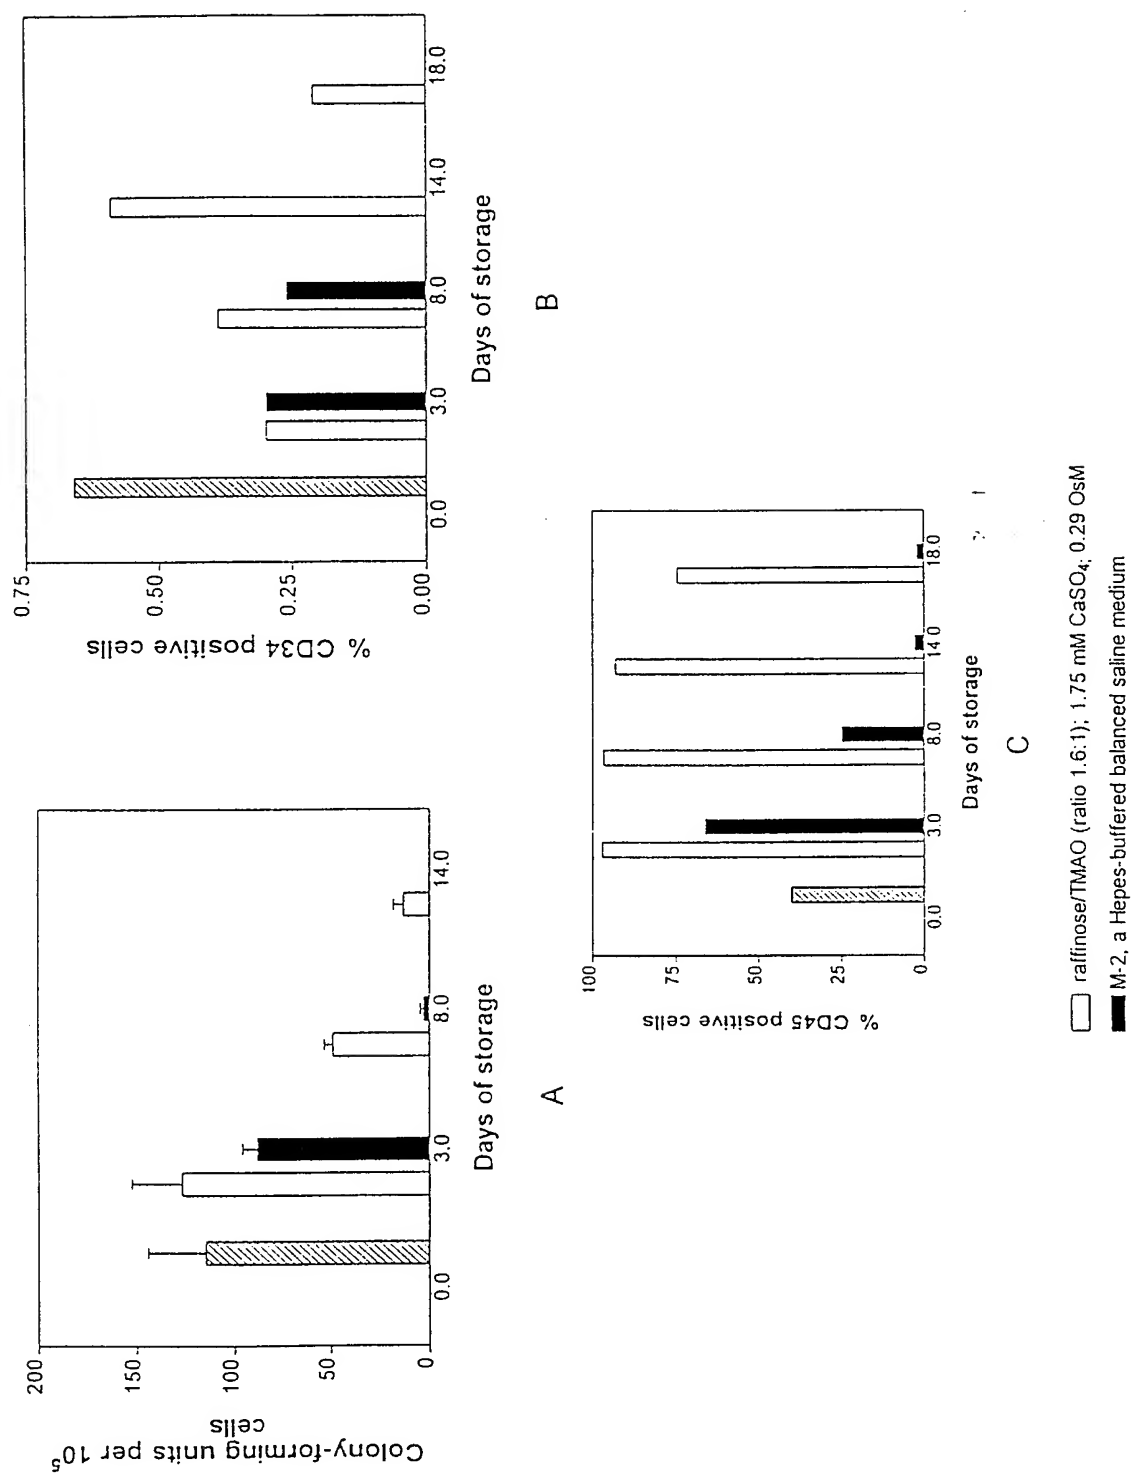 200
150
100
50
0
Colony-forming units per 10⁵
cells
0.0
3.0
8.0
14.0
Days of storage
A
0.75
0.50
0.25
0.00
% CD34 positive cells
0.0
3.0
8.0
14.0
18.0
Days of storage
B
100
75
50
25
0
% CD45 positive cells
0.0
3.0
8.0
14.0
18.0
Days of storage
C
raffinose/TMAO (ratio 1.6:1); 1.75 mM CaSO₄; 0.29 OsM
M-2, a Hepes-buffered balanced saline medium